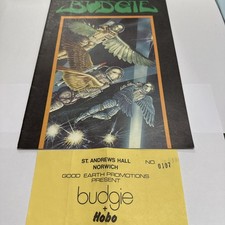 BUDGIE
ST. ANDREWS HALL
NORWICH
NO. 0197
GOOD EARTH PROMOTIONS
PRESENT
budgie
+
Hobo